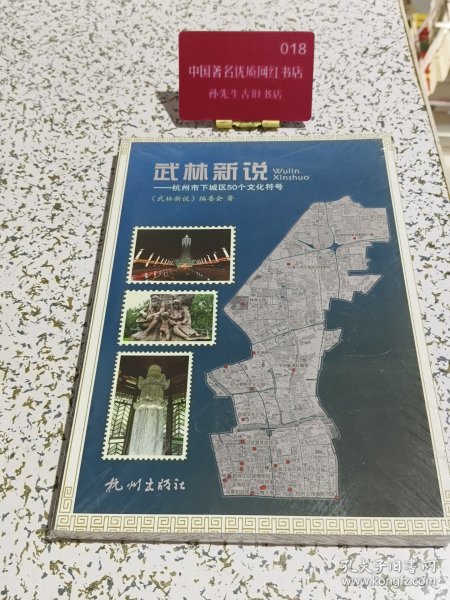 018
中国著名优质网红书店
孙先生古旧书店
武林新说
Wulin
Xinshuo
——杭州市下城区50个文化符号
《武林新说》编委会 著
杭州出版社
孔夫子旧书网
www.kongfz.com